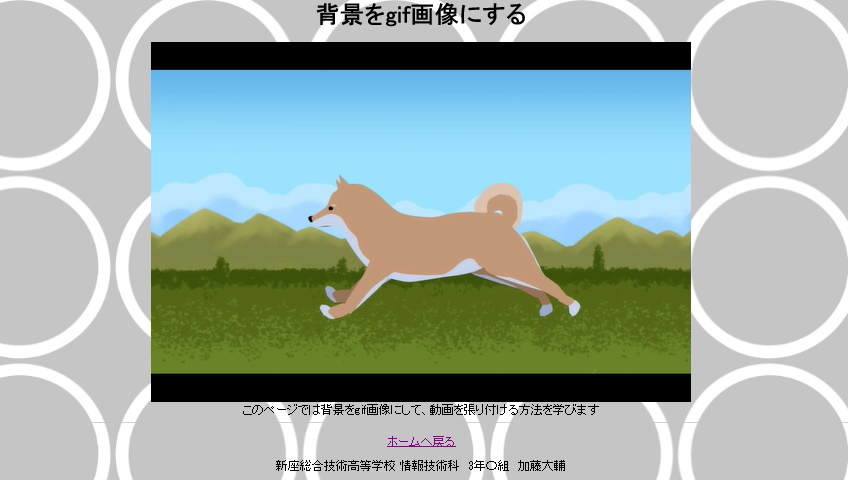 背景をgif画像にする
このページでは背景をgif画像にして、動画を張り付ける方法を学びます
ホームへ戻る
新座総合技術高等学校 情報技術科 3年〇組 加藤大輔